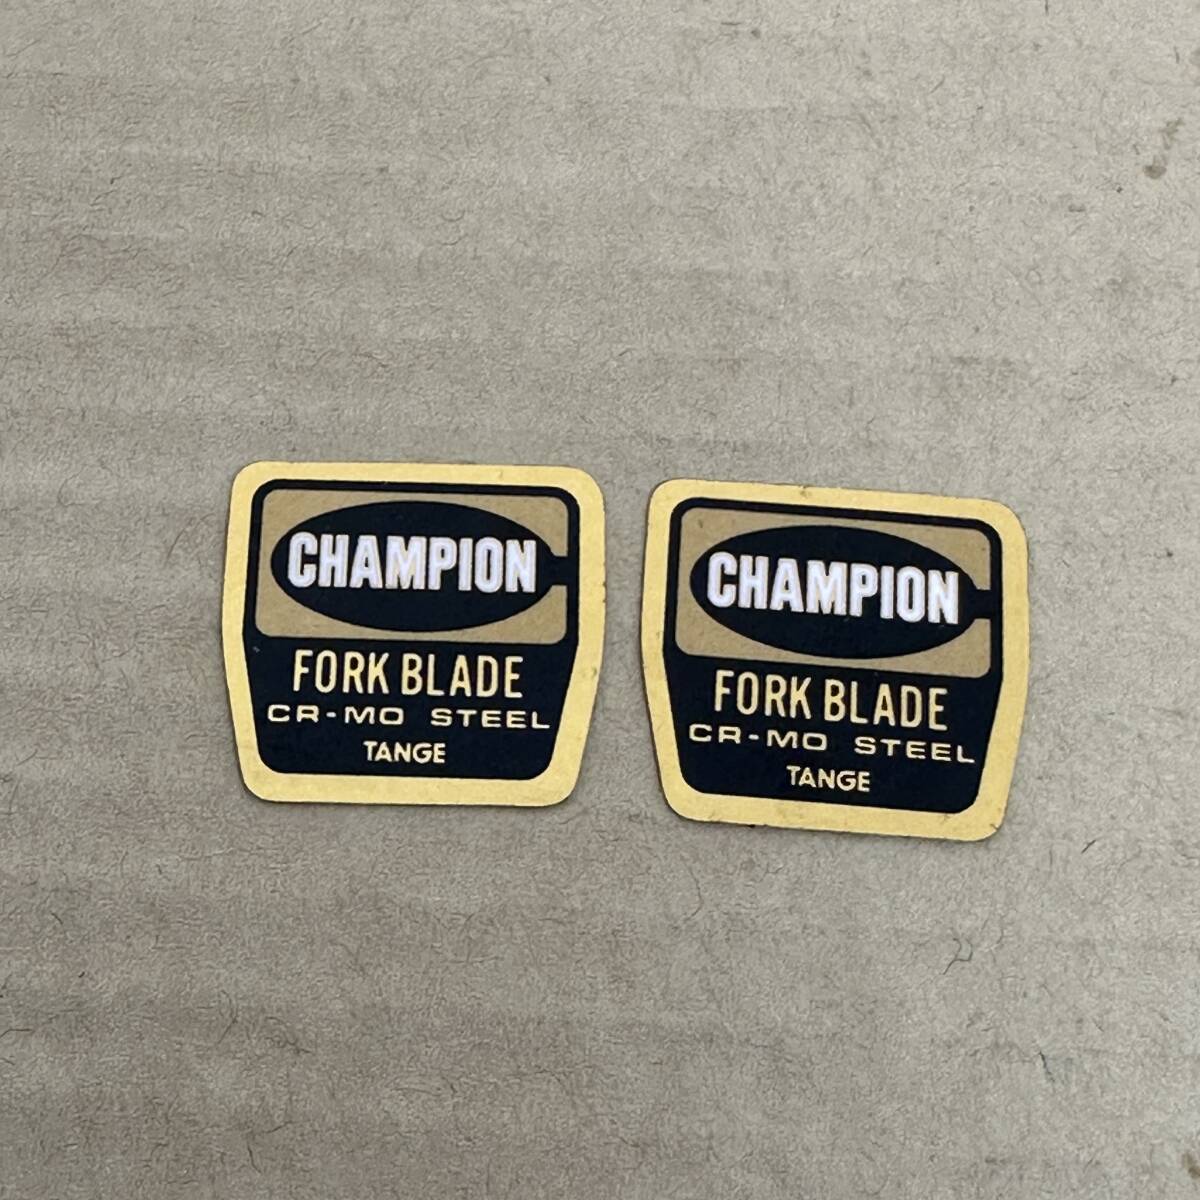 CHAMPION
FORK BLADE
CR-MO STEEL
TANGE
CHAMPION
FORK BLADE
CR-MO STEEL
TANGE